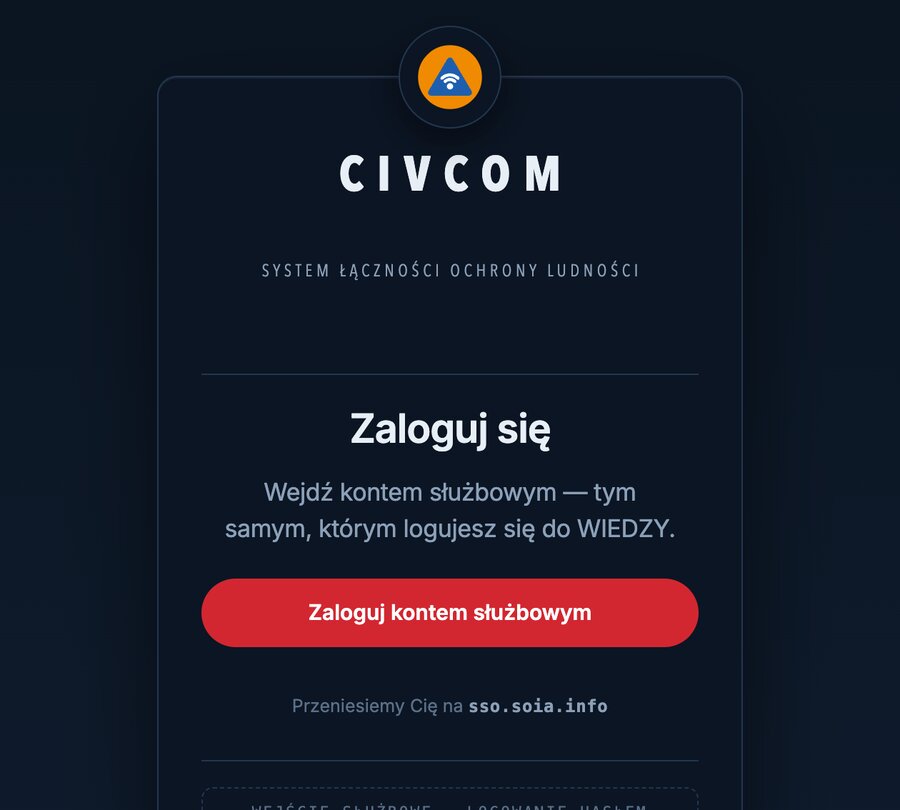 CIVCOM
SYSTEM ŁĄCZNOŚCI OCHRONY LUDNOŚCI
Zaloguj się
Wejdź kontem służbowym — tym
samym, którym logujesz się do WIEDZY.
Zaloguj kontem służbowym
Przeniesiemy Cię na sso.soia.info